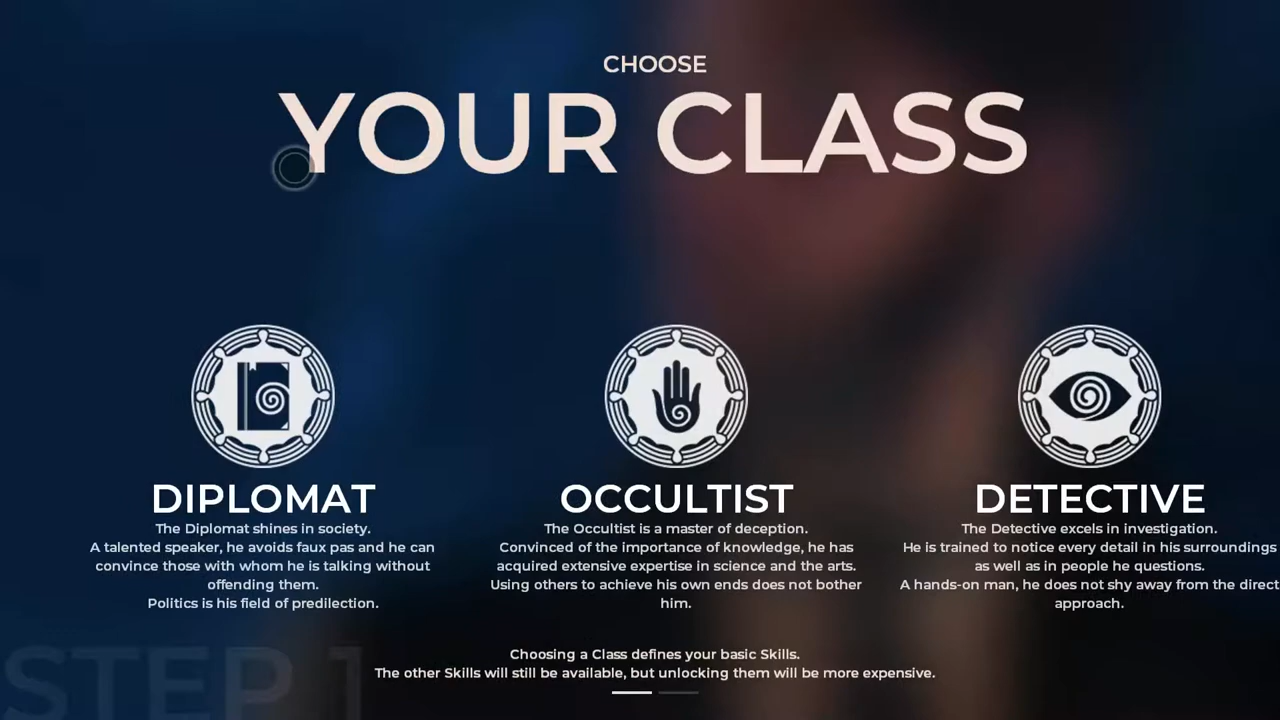 CHOOSE
YOUR CLASS
DIPLOMAT
The Diplomat shines in society.
A talented speaker, he avoids faux pas and he can
convince those with whom he is talking without
offending them.
Politics is his field of predilection.
OCCULTIST
The Occultist is a master of deception.
Convinced of the importance of knowledge, he has
acquired extensive expertise in science and the arts.
Using others to achieve his own ends does not bother
him.
DETECTIVE
The Detective excels in investigation.
He is trained to notice every detail in his surroundings
as well as in people he questions.
A hands-on man, he does not shy away from the direct
approach.
Choosing a Class defines your basic Skills.
The other Skills will still be available, but unlocking them will be more expensive.
STEP 1